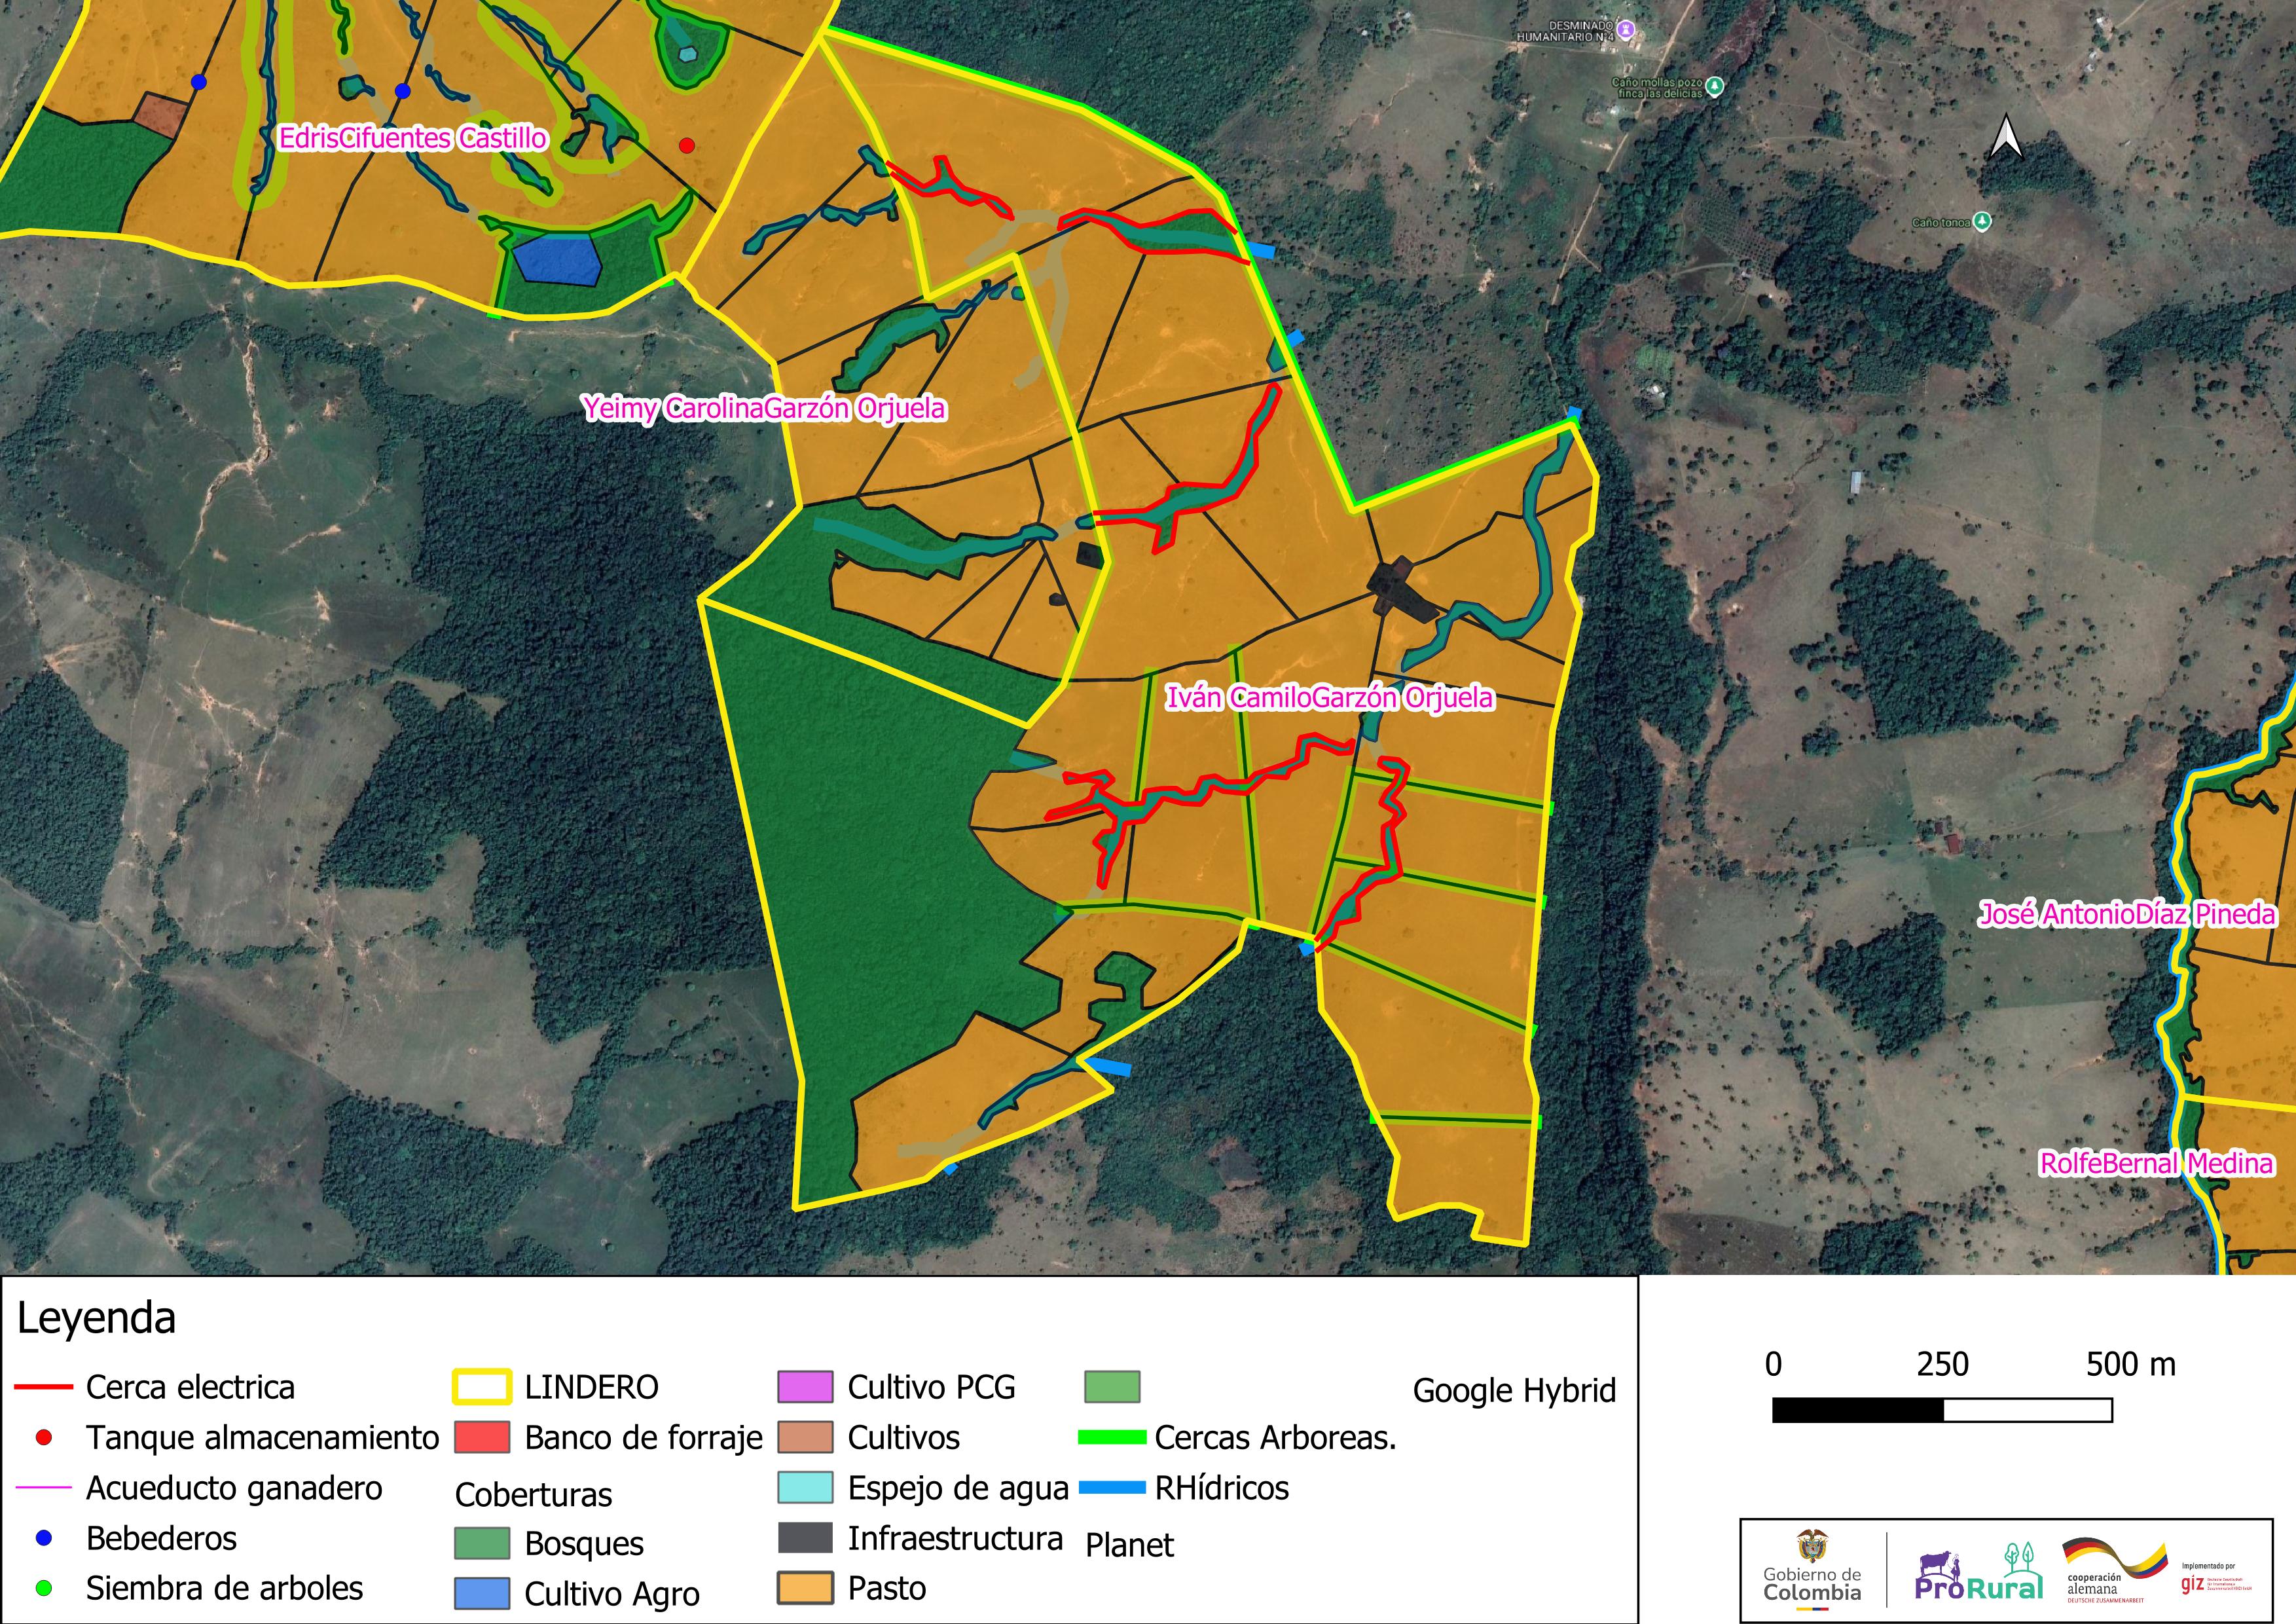 DESMINADO
HUMANITARIO N°4
Caño mollas pozo
finca las delicias
Caño tonoa
EdrisCifuentes Castillo
Yeimy CarolinaGarzón Orjuela
Iván CamiloGarzón Orjuela
José AntonioDíaz Pineda
RolfeBernal Medina
Leyenda
Cerca electrica
Tanque almacenamiento
Acueducto ganadero
Bebederos
Siembra de arboles
LINDERO
Banco de forraje
Coberturas
Bosques
Cultivo Agro
Cultivo PCG
Cultivos
Espejo de agua
Infraestructura
Pasto
Cercas Arboreas.
RHídricos
Planet
Google Hybrid
0 250 500 m
Gobierno de
Colombia
ProRural
cooperación
alemana
DEUTSCHE ZUSAMMENARBEIT
Implementado por
giz